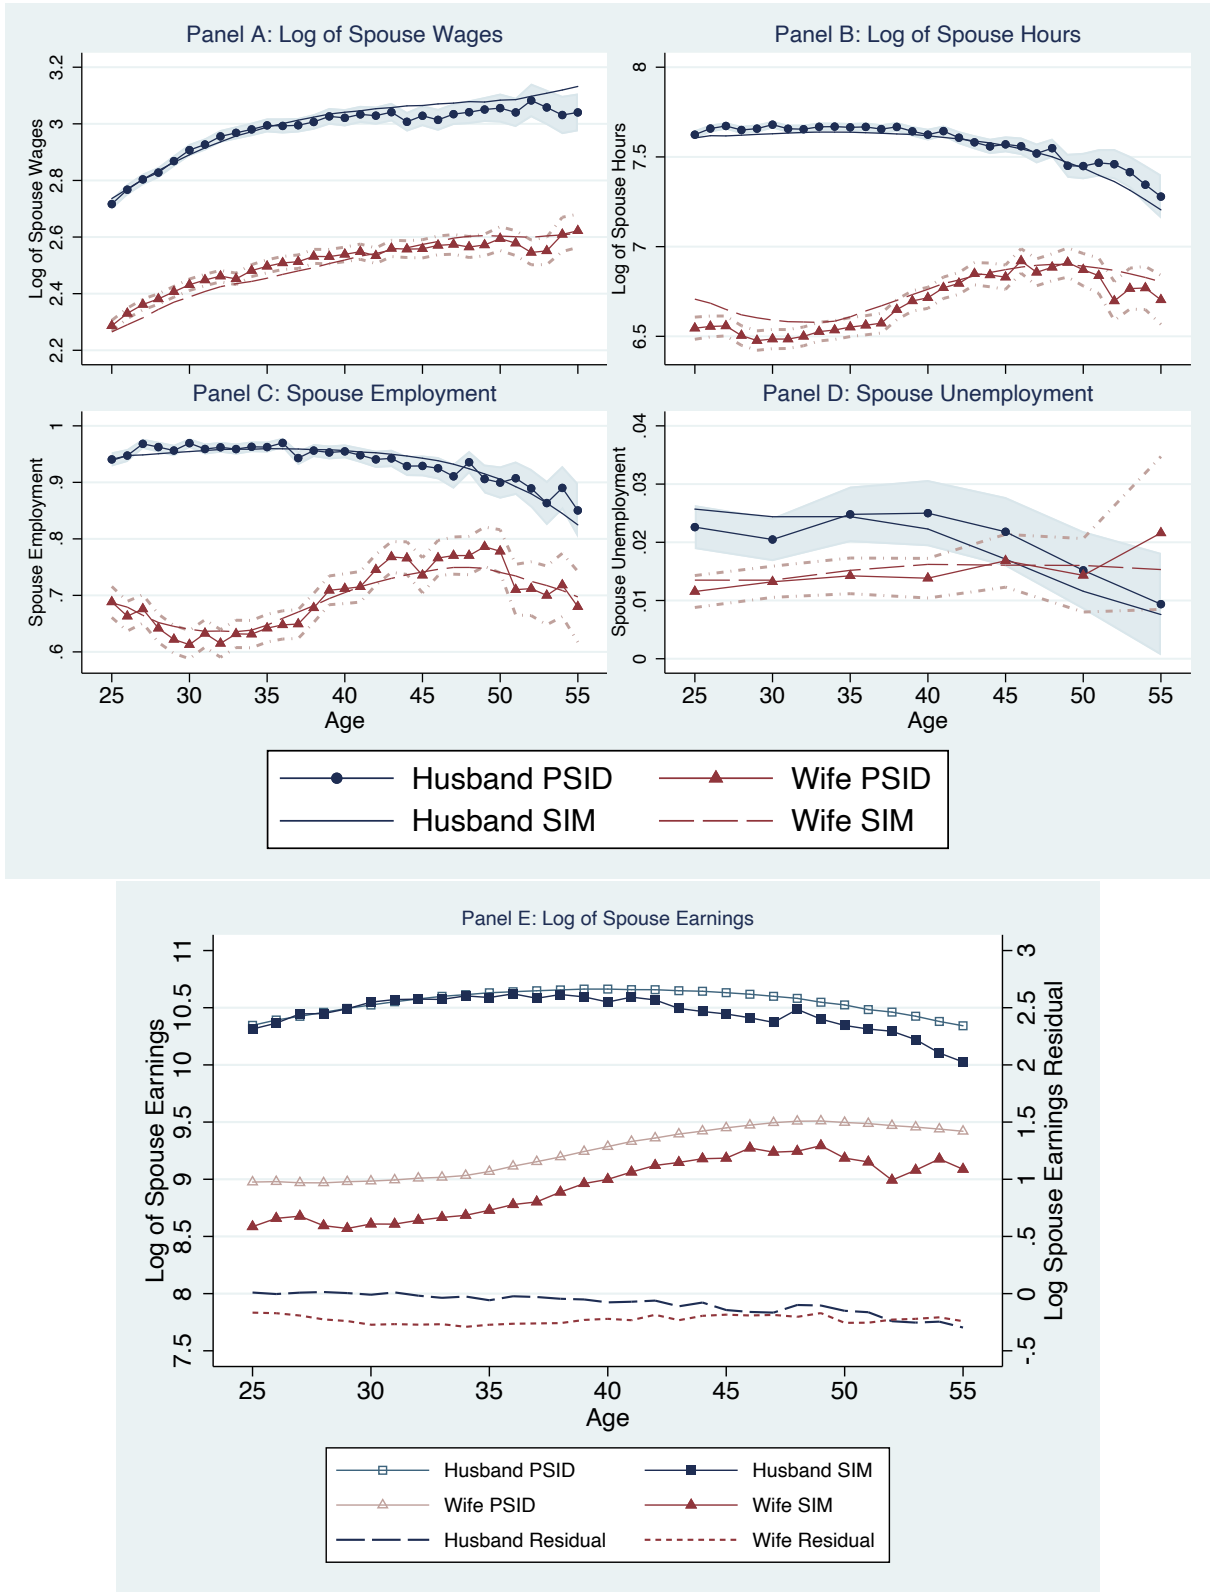 Panel A: Log of Spouse Wages
Log of Spouse Wages
3.2
3
2.8
2.6
2.4
2.2
Panel B: Log of Spouse Hours
Log of Spouse Hours
8
7.5
7
6.5
Panel C: Spouse Employment
Spouse Employment
1
.9
.8
.7
.6
25 30 35 40 45 50 55
Age
Panel D: Spouse Unemployment
Spouse Unemployment
.04
.03
.02
.01
0
25 30 35 40 45 50 55
Age
Husband PSID Wife PSID
Husband SIM Wife SIM
Panel E: Log of Spouse Earnings
Log of Spouse Earnings
11
10.5
10
9.5
9
8.5
8
7.5
Log Spouse Earnings Residual
3
2.5
2
1.5
1
.5
0
-.5
25 30 35 40 45 50 55
Age
Husband PSID Husband SIM
Wife PSID Wife SIM
Husband Residual Wife Residual